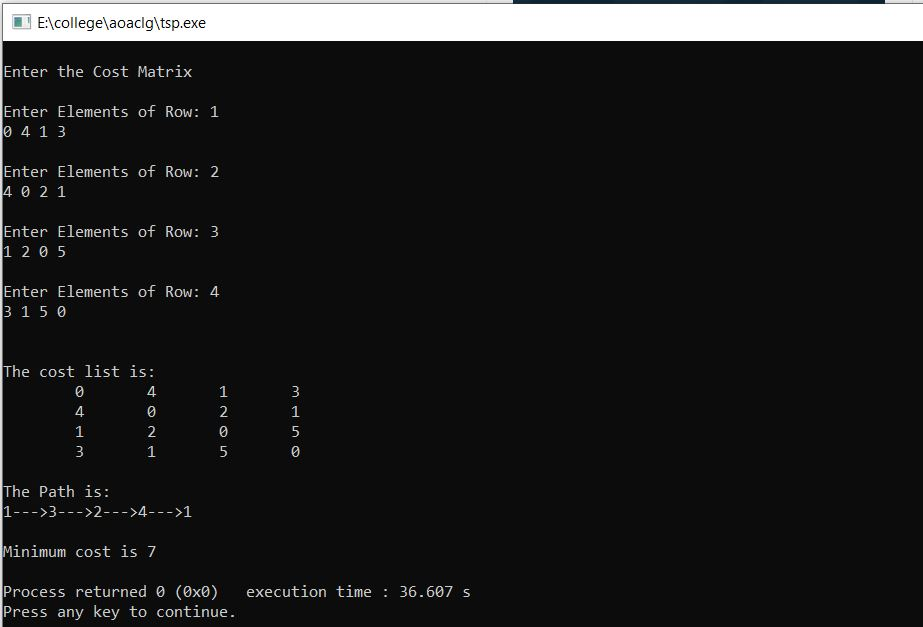 E:\college\aoaclg\tsp.exe
Enter the Cost Matrix
Enter Elements of Row: 1
0 4 1 3
Enter Elements of Row: 2
4 0 2 1
Enter Elements of Row: 3
1 2 0 5
Enter Elements of Row: 4
3 1 5 0
The cost list is:
0 4 1 3
4 0 2 1
1 2 0 5
3 1 5 0
The Path is:
1--->3--->2--->4--->1
Minimum cost is 7
Process returned 0 (0x0) execution time : 36.607 s
Press any key to continue.